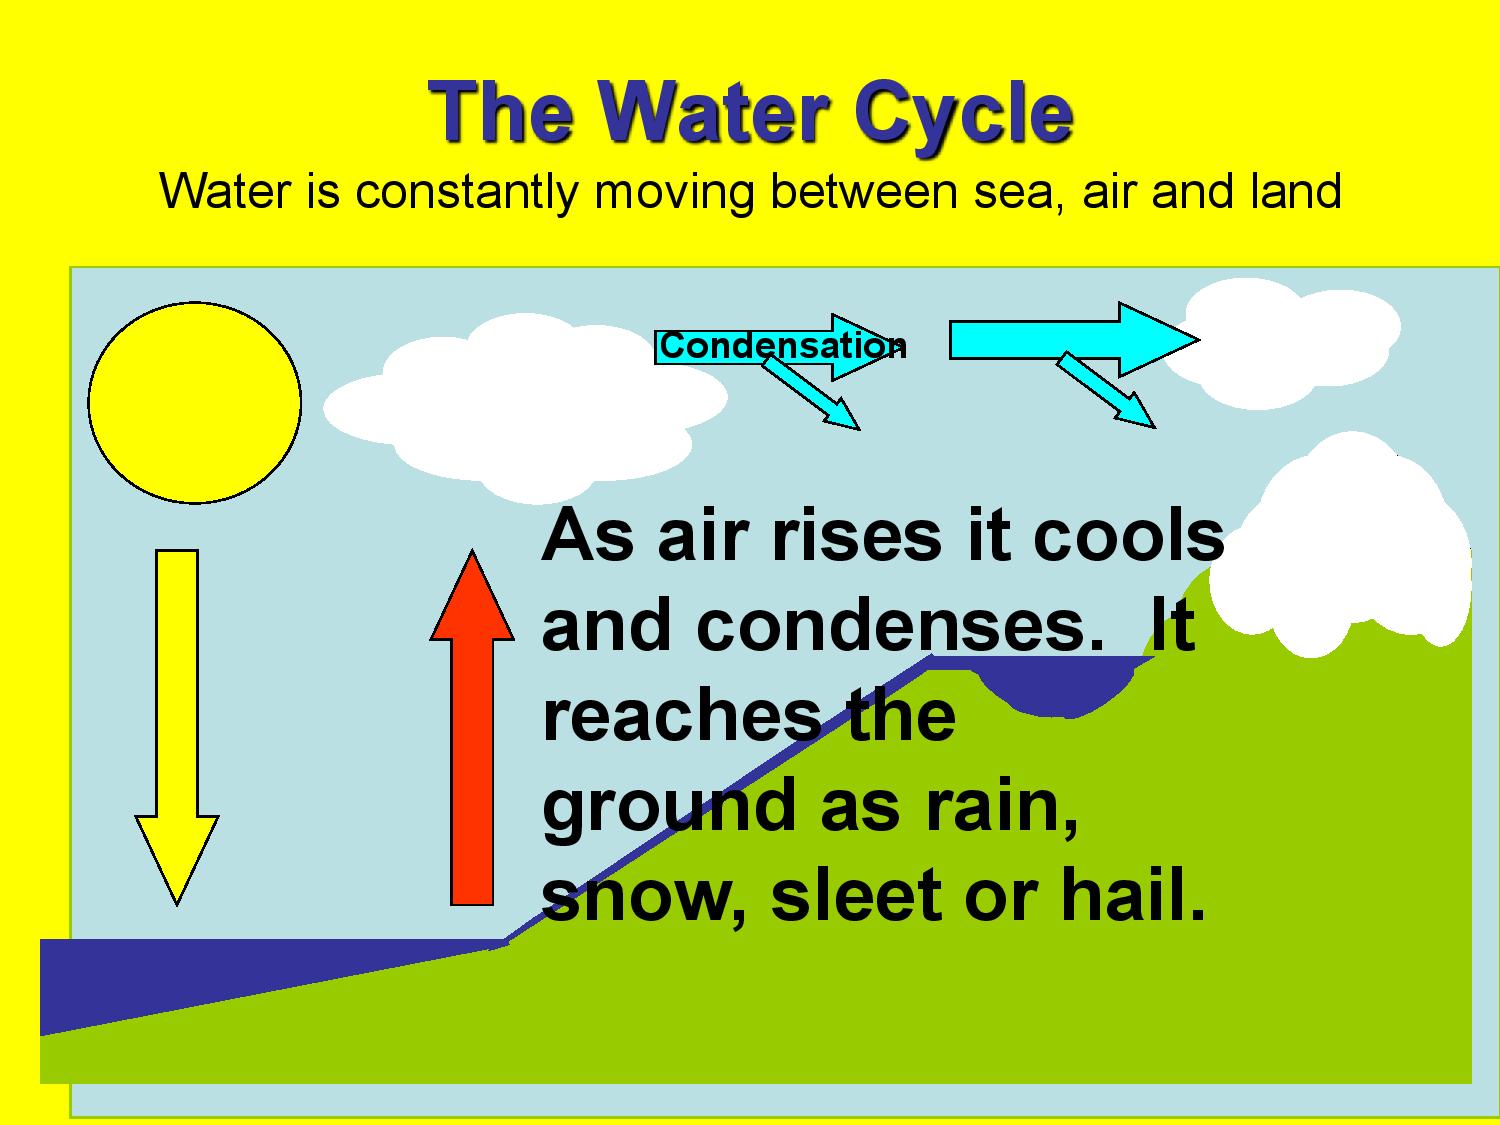 The Water Cycle
Water is constantly moving between sea, air and land
Condensation
As air rises it cools
and condenses.  It
reaches the
ground as rain,
snow, sleet or hail.